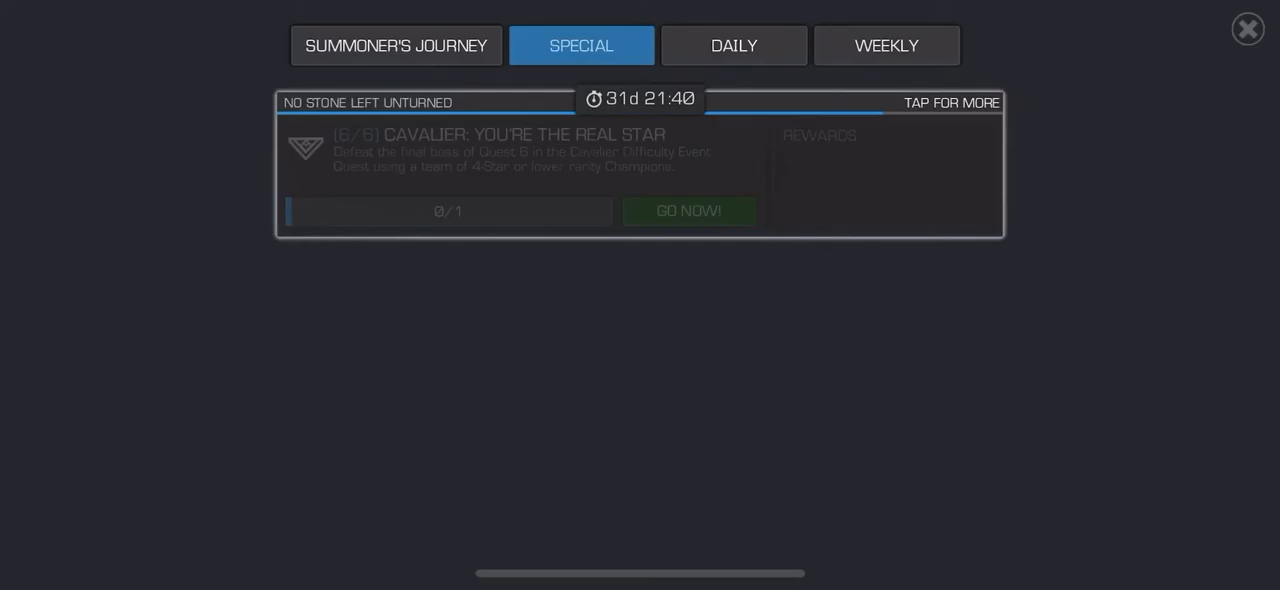 SUMMONER'S JOURNEY
SPECIAL
DAILY
WEEKLY
NO STONE LEFT UNTURNED
31d 21:40
TAP FOR MORE
(6/6) CAVALIER: YOU'RE THE REAL STAR
Defeat the final boss of Quest 6 in the Cavalier Difficulty Event
Quest using a team of 4-Star or lower rarity Champions.
REWARDS
0/1
GO NOW!